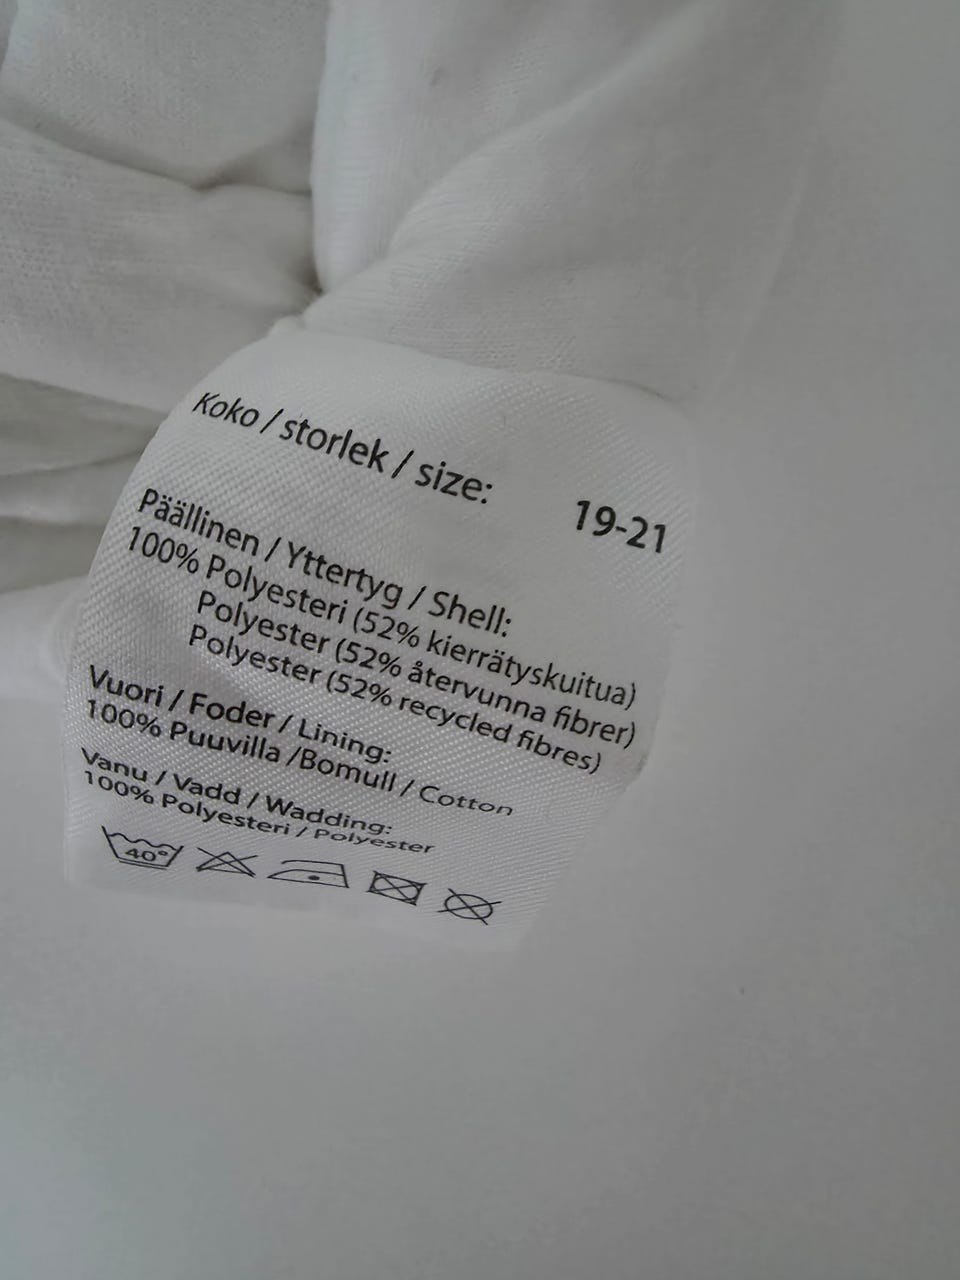 Koko / storlek / size: 19-21
Päällinen / Yttertyg / Shell:
100% Polyesteri (52% kierrätyskuitua)
Polyester (52% återvunna fibrer)
Polyester (52% recycled fibres)
Vuori / Foder / Lining:
100% Puuvilla /Bomull / Cotton
Vanu / Vadd / Wadding:
100% Polyesteri / Polyester
40°